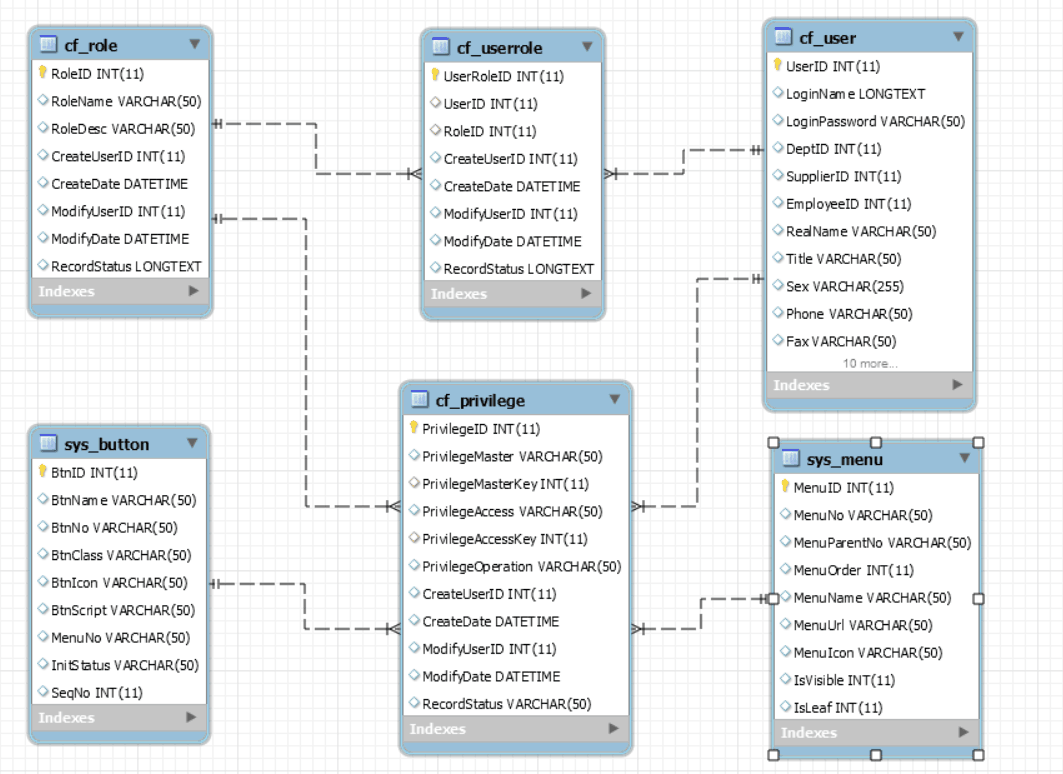 cf_role
RoleID INT(11)
RoleName VARCHAR(50)
RoleDesc VARCHAR(50)
CreateUserID INT(11)
CreateDate DATETIME
ModifyUserID INT(11)
ModifyDate DATETIME
RecordStatus LONGTEXT
Indexes
cf_userrole
UserRoleID INT(11)
UserID INT(11)
RoleID INT(11)
CreateUserID INT(11)
CreateDate DATETIME
ModifyUserID INT(11)
ModifyDate DATETIME
RecordStatus LONGTEXT
Indexes
cf_user
UserID INT(11)
LoginName LONGTEXT
LoginPassword VARCHAR(50)
DeptID INT(11)
SupplierID INT(11)
EmployeeID INT(11)
RealName VARCHAR(50)
Title VARCHAR(50)
Sex VARCHAR(255)
Phone VARCHAR(50)
Fax VARCHAR(50)
10 more...
Indexes
sys_button
BtnID INT(11)
BtnName VARCHAR(50)
BtnNo VARCHAR(50)
BtnClass VARCHAR(50)
BtnIcon VARCHAR(50)
BtnScript VARCHAR(50)
MenuNo VARCHAR(50)
InitStatus VARCHAR(50)
SeqNo INT(11)
Indexes
cf_privilege
PrivilegeID INT(11)
PrivilegeMaster VARCHAR(50)
PrivilegeMasterKey INT(11)
PrivilegeAccess VARCHAR(50)
PrivilegeAccessKey INT(11)
PrivilegeOperation VARCHAR(50)
CreateUserID INT(11)
CreateDate DATETIME
ModifyUserID INT(11)
ModifyDate DATETIME
RecordStatus VARCHAR(50)
Indexes
sys_menu
MenuID INT(11)
MenuNo VARCHAR(50)
MenuParentNo VARCHAR(50)
MenuOrder INT(11)
MenuName VARCHAR(50)
MenuUrl VARCHAR(50)
MenuIcon VARCHAR(50)
IsVisible INT(11)
IsLeaf INT(11)
Indexes